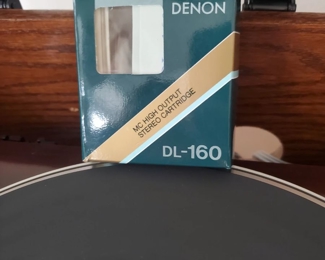 DENON
MC HIGH OUTPUT
STEREO CARTRIDGE
DL-160